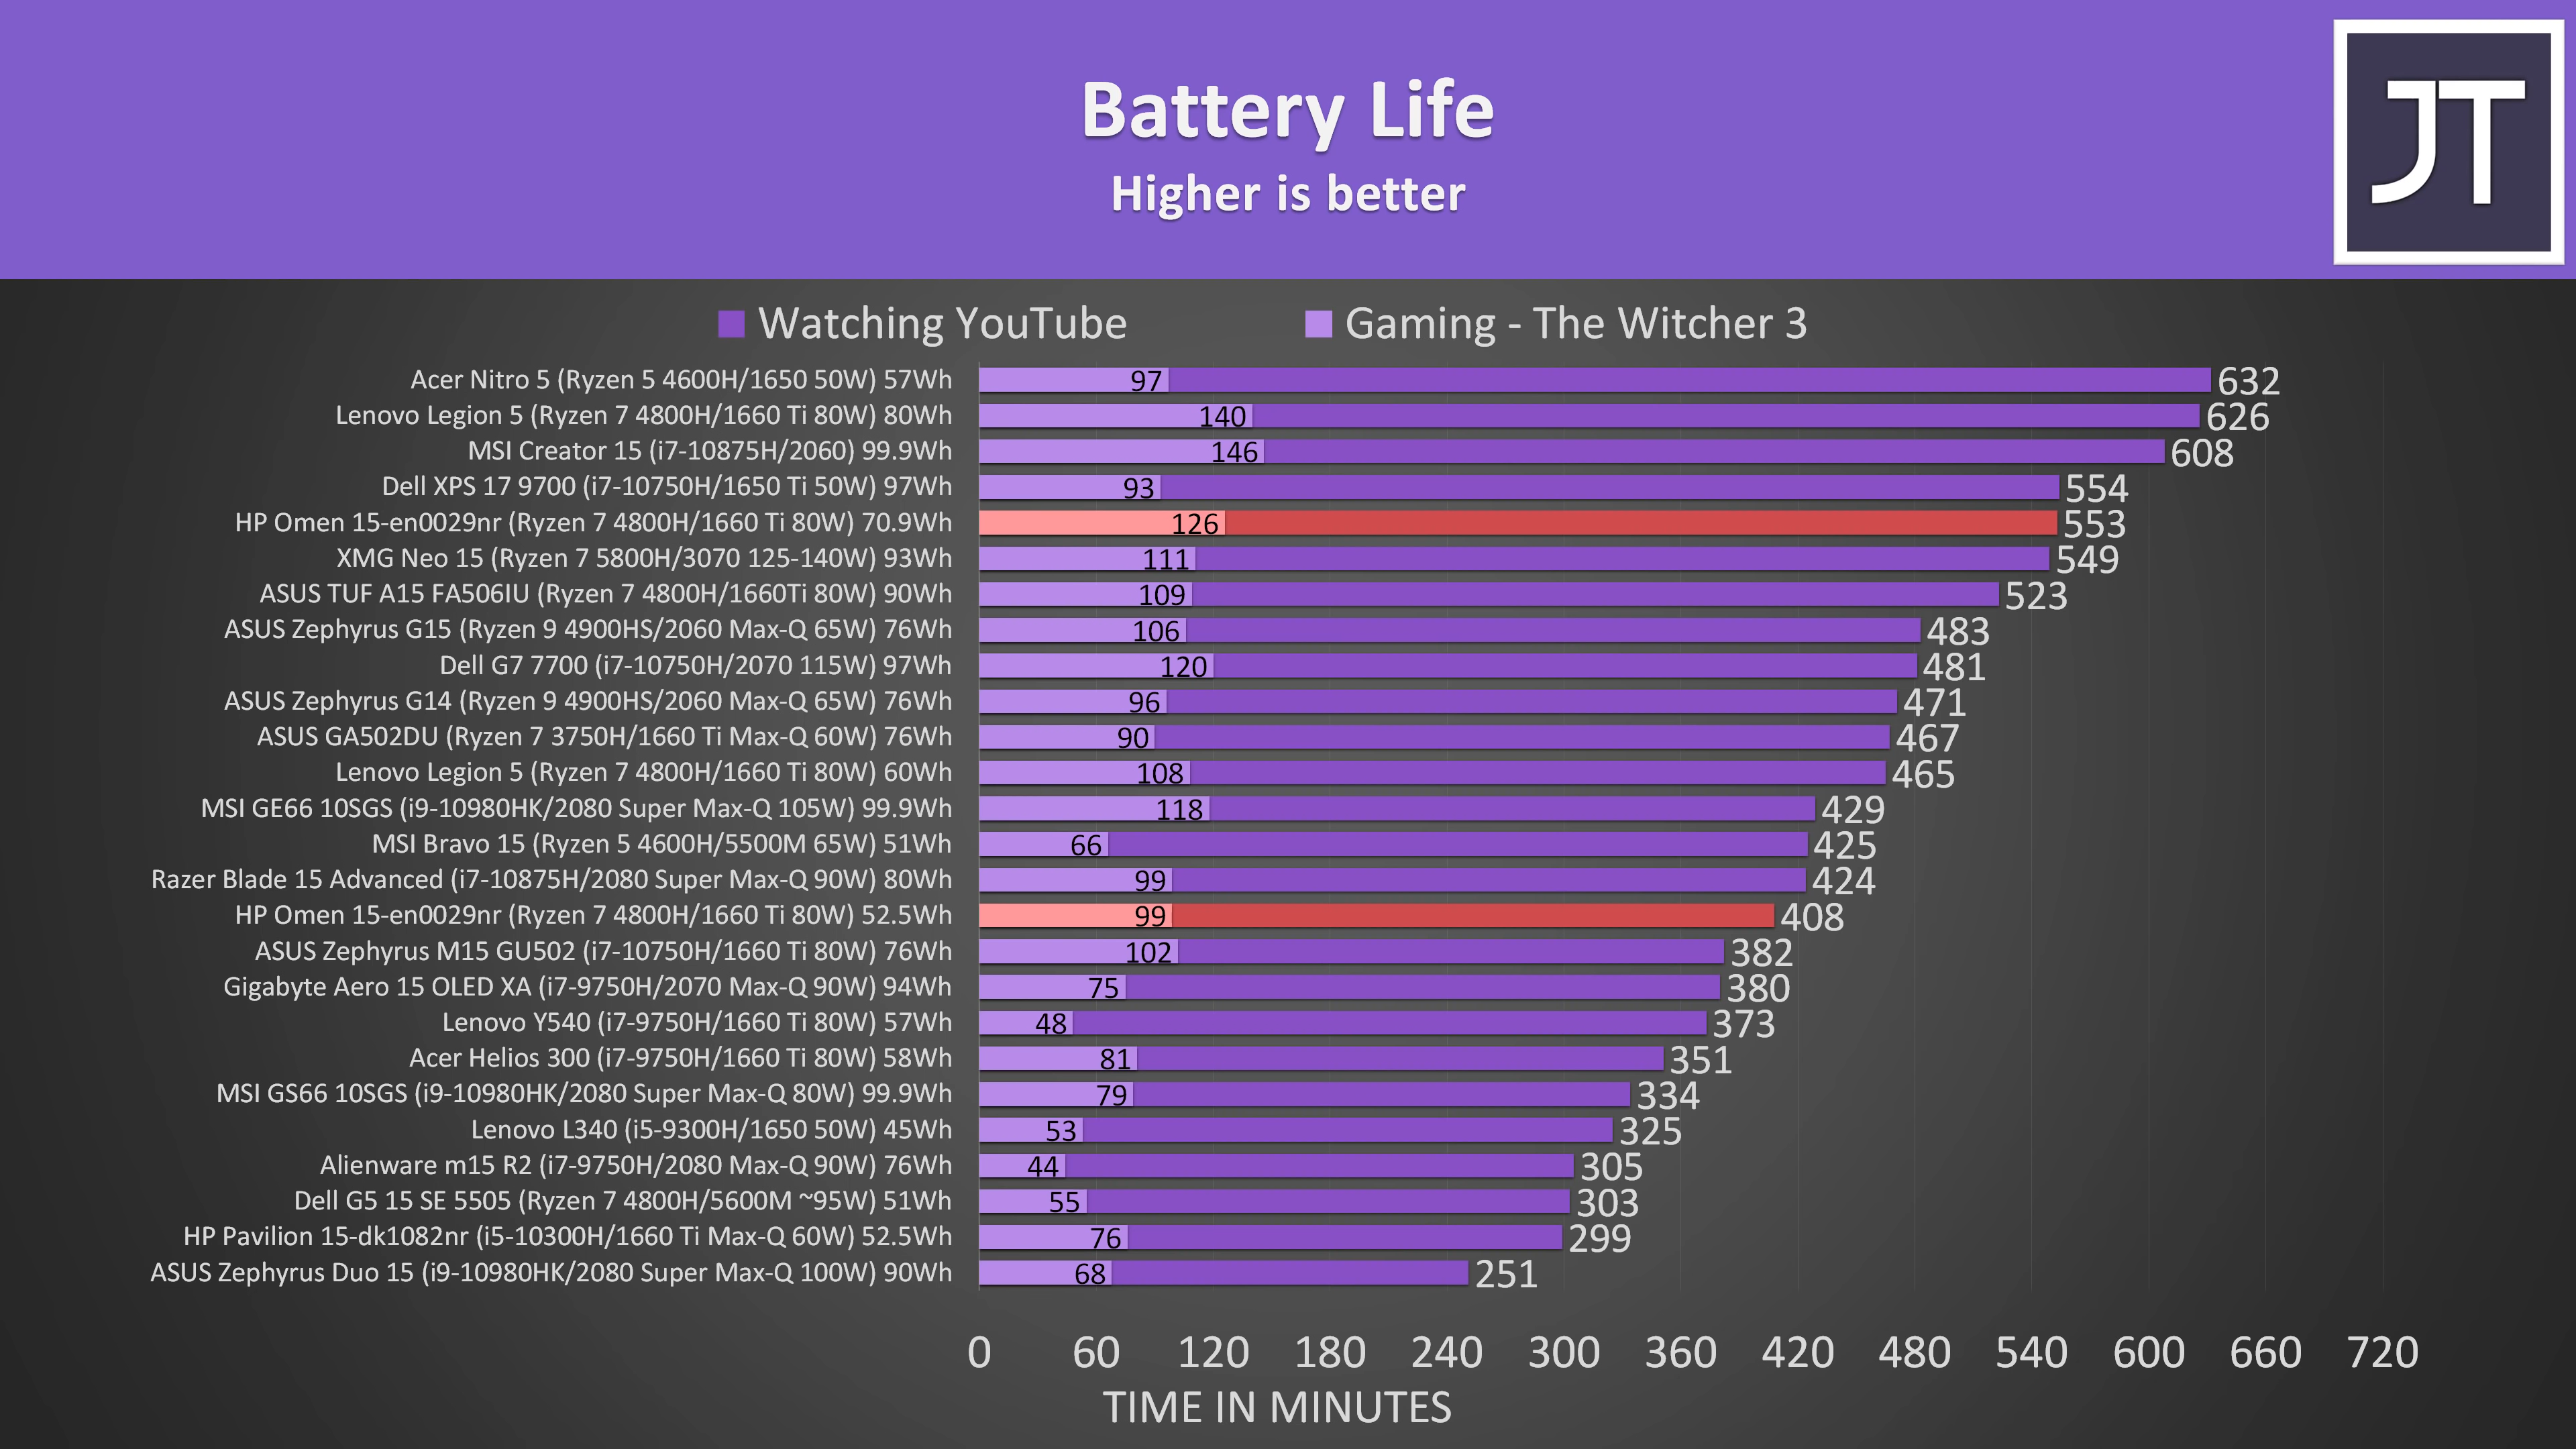 Battery Life
Higher is better
JT
Watching YouTube
Gaming - The Witcher 3
Acer Nitro 5 (Ryzen 5 4600H/1650 50W) 57Wh 97 632
Lenovo Legion 5 (Ryzen 7 4800H/1660 Ti 80W) 80Wh 140 626
MSI Creator 15 (i7-10875H/2060) 99.9Wh 146 608
Dell XPS 17 9700 (i7-10750H/1650 Ti 50W) 97Wh 93 554
HP Omen 15-en0029nr (Ryzen 7 4800H/1660 Ti 80W) 70.9Wh 126 553
XMG Neo 15 (Ryzen 7 5800H/3070 125-140W) 93Wh 111 549
ASUS TUF A15 FA506IU (Ryzen 7 4800H/1660Ti 80W) 90Wh 109 523
ASUS Zephyrus G15 (Ryzen 9 4900HS/2060 Max-Q 65W) 76Wh 106 483
Dell G7 7700 (i7-10750H/2070 115W) 97Wh 120 481
ASUS Zephyrus G14 (Ryzen 9 4900HS/2060 Max-Q 65W) 76Wh 96 471
ASUS GA502DU (Ryzen 7 3750H/1660 Ti Max-Q 60W) 76Wh 90 467
Lenovo Legion 5 (Ryzen 7 4800H/1660 Ti 80W) 60Wh 108 465
MSI GE66 10SGS (i9-10980HK/2080 Super Max-Q 105W) 99.9Wh 118 429
MSI Bravo 15 (Ryzen 5 4600H/5500M 65W) 51Wh 66 425
Razer Blade 15 Advanced (i7-10875H/2080 Super Max-Q 90W) 80Wh 99 424
HP Omen 15-en0029nr (Ryzen 7 4800H/1660 Ti 80W) 52.5Wh 99 408
ASUS Zephyrus M15 GU502 (i7-10750H/1660 Ti 80W) 76Wh 102 382
Gigabyte Aero 15 OLED XA (i7-9750H/2070 Max-Q 90W) 94Wh 75 380
Lenovo Y540 (i7-9750H/1660 Ti 80W) 57Wh 48 373
Acer Helios 300 (i7-9750H/1660 Ti 80W) 58Wh 81 351
MSI GS66 10SGS (i9-10980HK/2080 Super Max-Q 80W) 99.9Wh 79 334
Lenovo L340 (i5-9300H/1650 50W) 45Wh 53 325
Alienware m15 R2 (i7-9750H/2080 Max-Q 90W) 76Wh 44 305
Dell G5 15 SE 5505 (Ryzen 7 4800H/5600M ~95W) 51Wh 55 303
HP Pavilion 15-dk1082nr (i5-10300H/1660 Ti Max-Q 60W) 52.5Wh 76 299
ASUS Zephyrus Duo 15 (i9-10980HK/2080 Super Max-Q 100W) 90Wh 68 251
0 60 120 180 240 300 360 420 480 540 600 660 720
TIME IN MINUTES